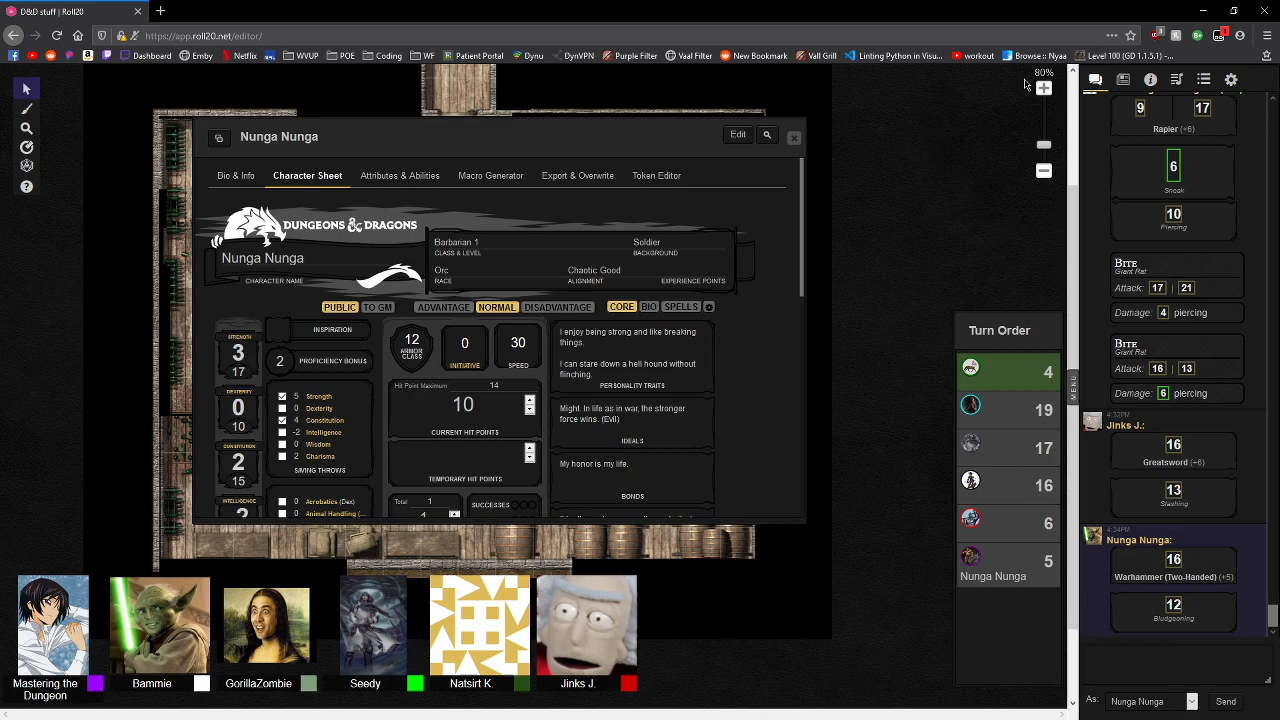 D&D stuff | Roll20
https://app.roll20.net/editor/
Dashboard Emby Netflix WVUP POE Coding WF Patient Portal Dynu DynVPN Purple Filter Vaal Filter New Bookmark Vall Grill Linting Python in Visual... workout Browse :: Nyaa Level 100 (GD 1.1.5.1)-...
80%
Nunga Nunga
Edit
Bio & Info Character Sheet Attributes & Abilities Macro Generator Export & Overwrite Token Editor
DUNGEONS & DRAGONS
Nunga Nunga
CHARACTER NAME
Barbarian 1 Soldier
CLASS & LEVEL BACKGROUND
Orc Chaotic Good
RACE ALIGNMENT EXPERIENCE POINTS
PUBLIC TO GM ADVANTAGE NORMAL DISADVANTAGE CORE BIO SPELLS
STRENGTH
3
17
DEXTERITY
0
10
CONSTITUTION
2
15
INTELLIGENCE
INSPIRATION
2 PROFICIENCY BONUS
5 Strength
0 Dexterity
4 Constitution
-2 Intelligence
0 Wisdom
2 Charisma
SAVING THROWS
0 Acrobatics (Dex)
0 Animal Handling (
12
ARMOR
CLASS
0
INITIATIVE
30
SPEED
Hit Point Maximum 14
10
CURRENT HIT POINTS
TEMPORARY HIT POINTS
Total 1
SUCCESSES
I enjoy being strong and like breaking
things.
I can stare down a hell hound without
flinching.
PERSONALITY TRAITS
Might. In life as in war, the stronger
force wins. (Evil)
IDEALS
My honor is my life.
BONDS
Turn Order
4
19
17
16
6
5
Nunga Nunga
MENU
9 17
Rapier (+6)
6
Sneak
10
Piercing
BITE
Giant Rat
Attack: 17 | 21
Damage: 4 piercing
BITE
Giant Rat
Attack: 16 | 13
Damage: 6 piercing
4:32PM
Jinks J.:
16
Greatsword (+6)
13
Slashing
4:34PM
Nunga Nunga:
16
Warhammer (Two-Handed) (+5)
12
Bludgeoning
As: Nunga Nunga Send
Mastering the
Dungeon
Bammie
GorillaZombie
Seedy
Natsirt K.
Jinks J.